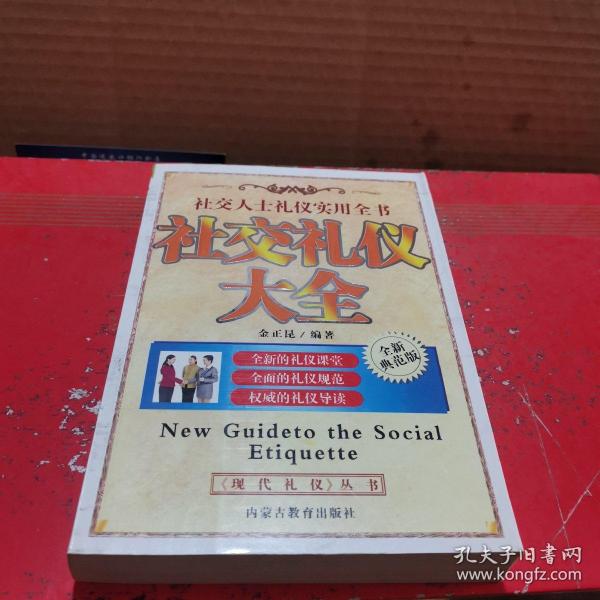 社交人士礼仪实用全书
社交礼仪
大全
金正昆/编著
全新的礼仪课堂
全面的礼仪规范
权威的礼仪导读
全新
典范版
New Guideto the Social
Etiquette
《现代礼仪》丛书
内蒙古教育出版社
孔夫子旧书网
www.kongfz.com